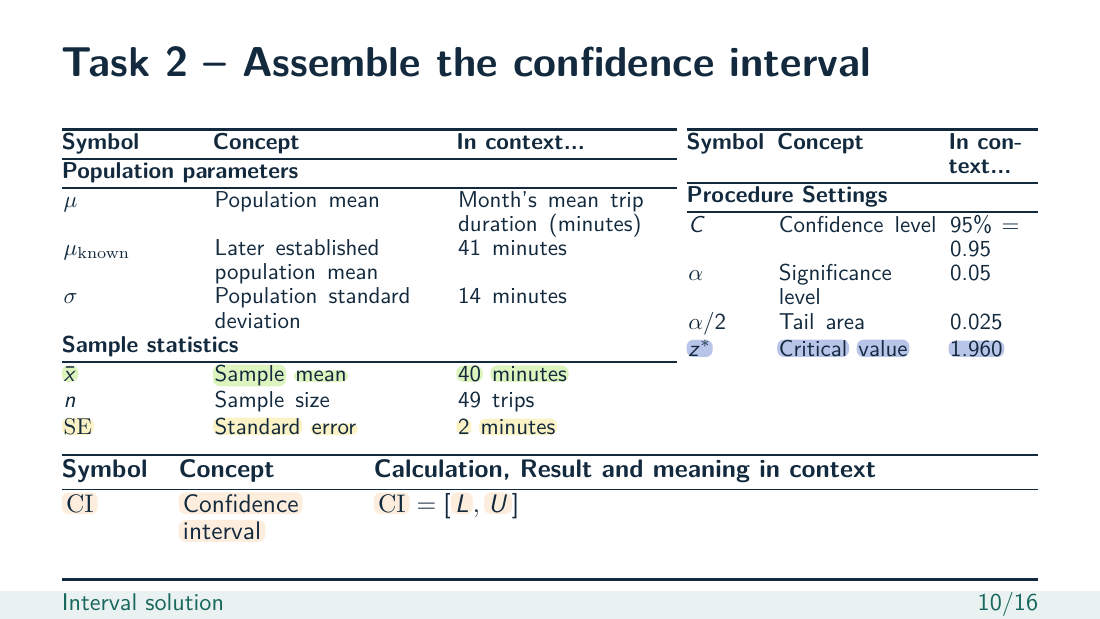 Task 2 – Assemble the confidence interval
Symbol Concept In context...
Population parameters
μ Population mean Month's mean trip
duration (minutes)
μknown Later established 41 minutes
population mean
σ Population standard 14 minutes
deviation
Sample statistics
x̄ Sample mean 40 minutes
n Sample size 49 trips
SE Standard error 2 minutes
Symbol Concept In con-
text...
Procedure Settings
C Confidence level 95% =
0.95
α Significance 0.05
level
α/2 Tail area 0.025
z* Critical value 1.960
Symbol Concept Calculation, Result and meaning in context
CI Confidence CI = [L, U]
interval
Interval solution 10/16